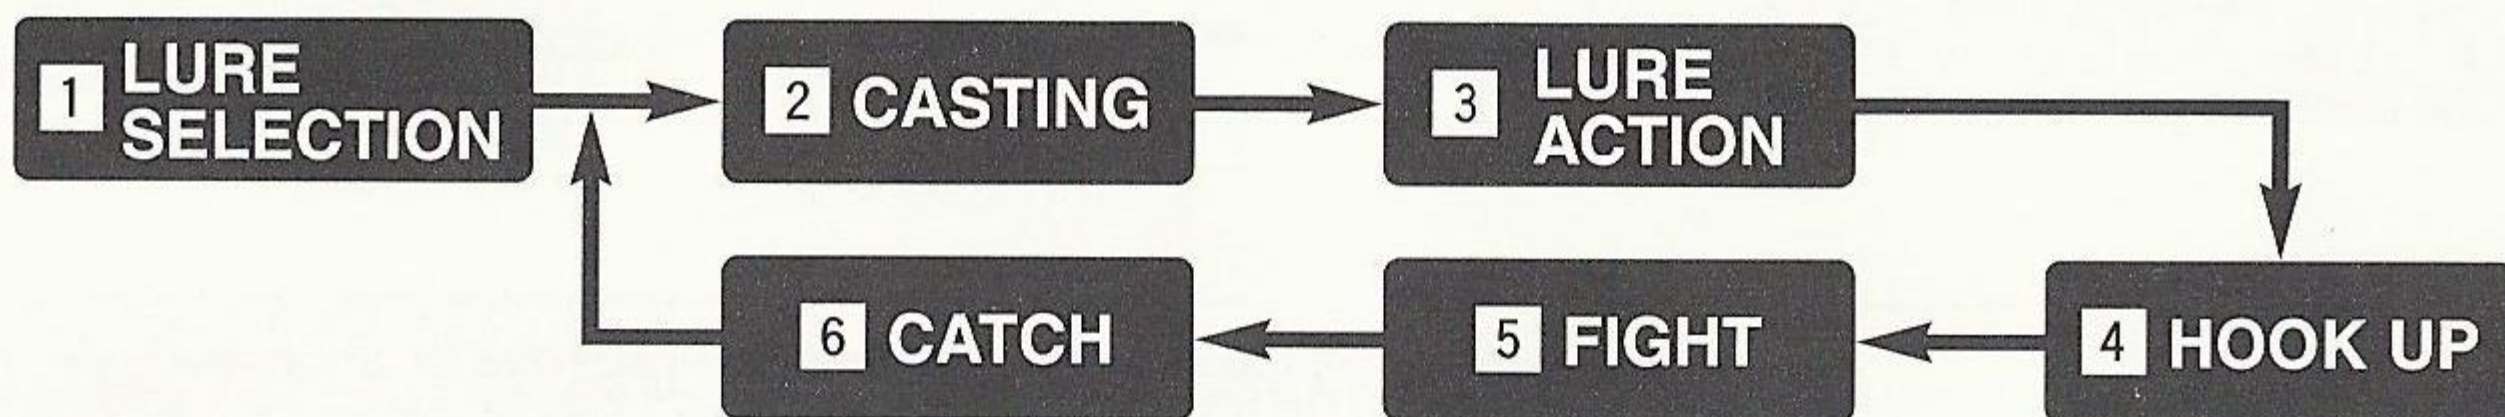 1 LURE
SELECTION
2 CASTING
3 LURE
ACTION
4 HOOK UP
5 FIGHT
6 CATCH